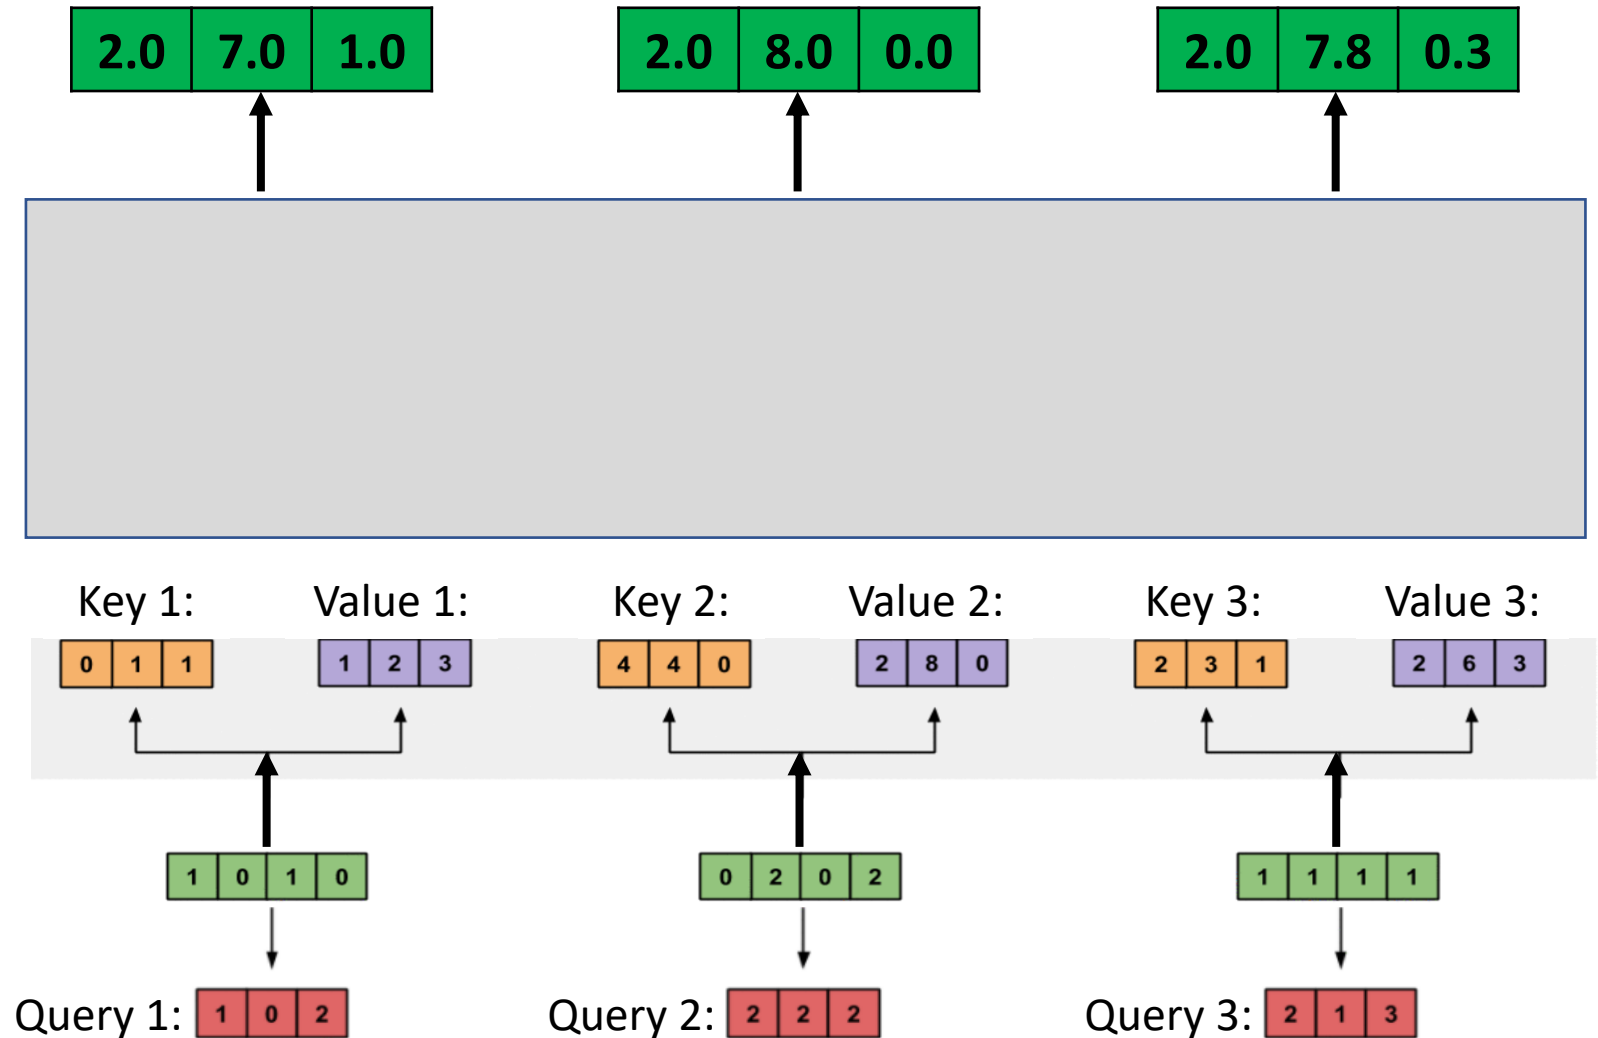 2.0 7.0 1.0 2.0 8.0 0.0 2.0 7.8 0.3
Key 1: Value 1: Key 2: Value 2: Key 3: Value 3:
0 1 1 1 2 3 4 4 0 2 8 0 2 3 1 2 6 3
1 0 1 0 0 2 0 2 1 1 1 1
Query 1: 1 0 2 Query 2: 2 2 2 Query 3: 2 1 3